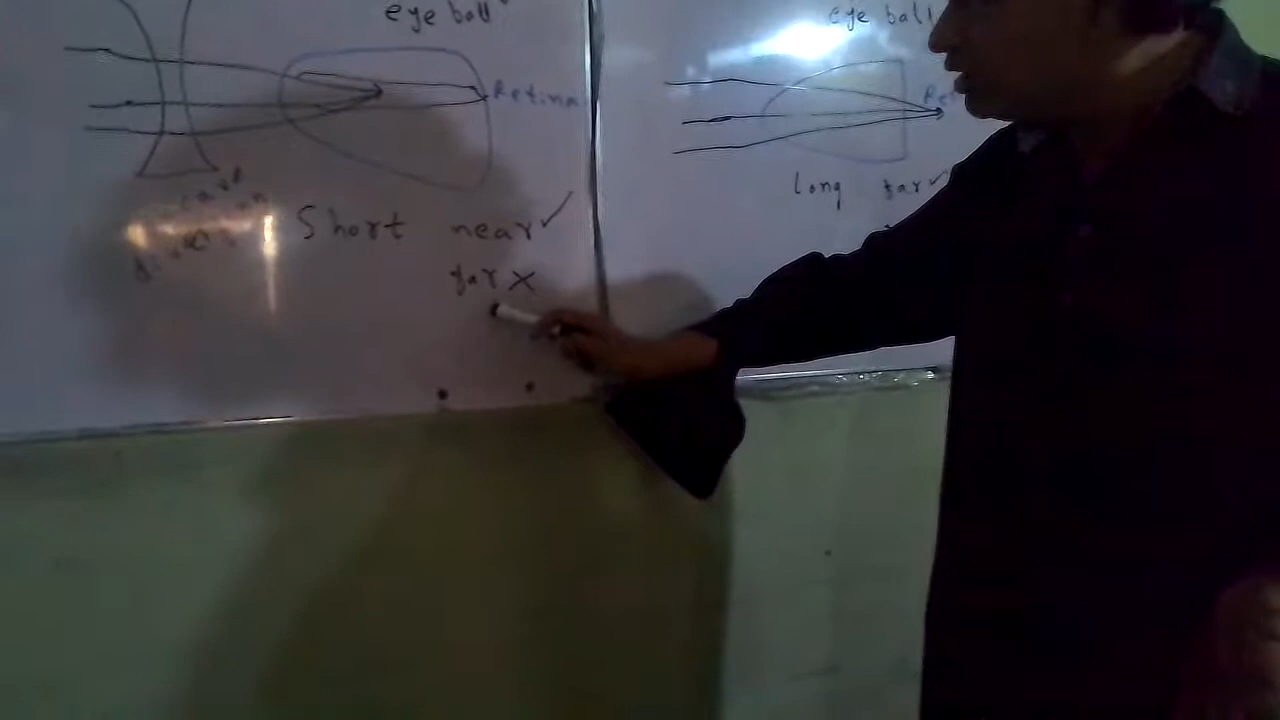 eye ball
Retina
Short near ✓
far ×
eye ball
Long far ✓